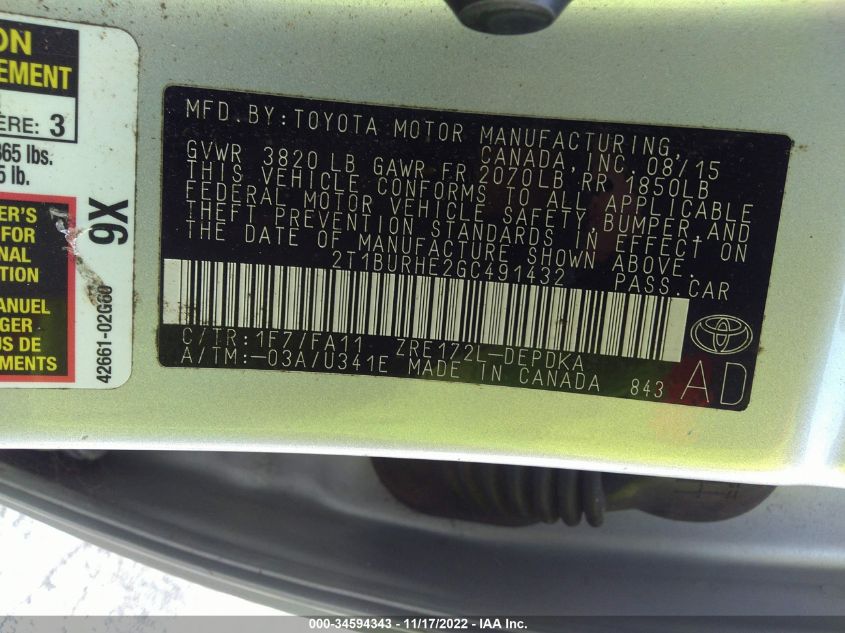 ON
EMENT
ERE: 3
365 lbs.
5 lb.
ER'S
FOR
ONAL
TION
MANUEL
GER
US DE
MENTS
9X
42661-02G60
MFD.BY:TOYOTA MOTOR MANUFACTURING,
CANADA, INC. 08/15
GVWR 3820 LB GAWR FR 2070LB RR 1850LB
THIS VEHICLE CONFORMS TO ALL APPLICABLE
FEDERAL MOTOR VEHICLE SAFETY, BUMPER, AND
THEFT PREVENTION STANDARDS IN EFFECT ON
THE DATE OF MANUFACTURE SHOWN ABOVE.
2T1BURHE2GC491432 PASS.CAR
C/TR:1F7/FA11 ZRE172L-DEPDKA
A/TM:-03A/U341E MADE IN CANADA 843
AD
000-34594343 - 11/17/2022 - IAA Inc.